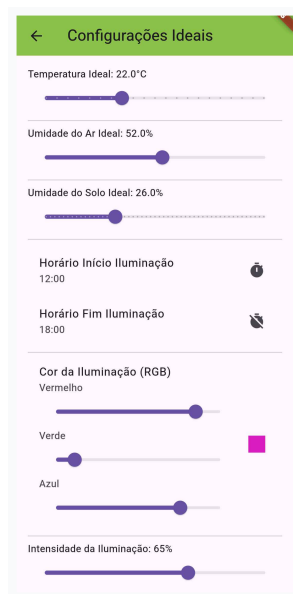 Configurações Ideais
Temperatura Ideal: 22.0°C
Umidade do Ar Ideal: 52.0%
Umidade do Solo Ideal: 26.0%
Horário Início Iluminação
12:00
Horário Fim Iluminação
18:00
Cor da Iluminação (RGB)
Vermelho
Verde
Azul
Intensidade da Iluminação: 65%